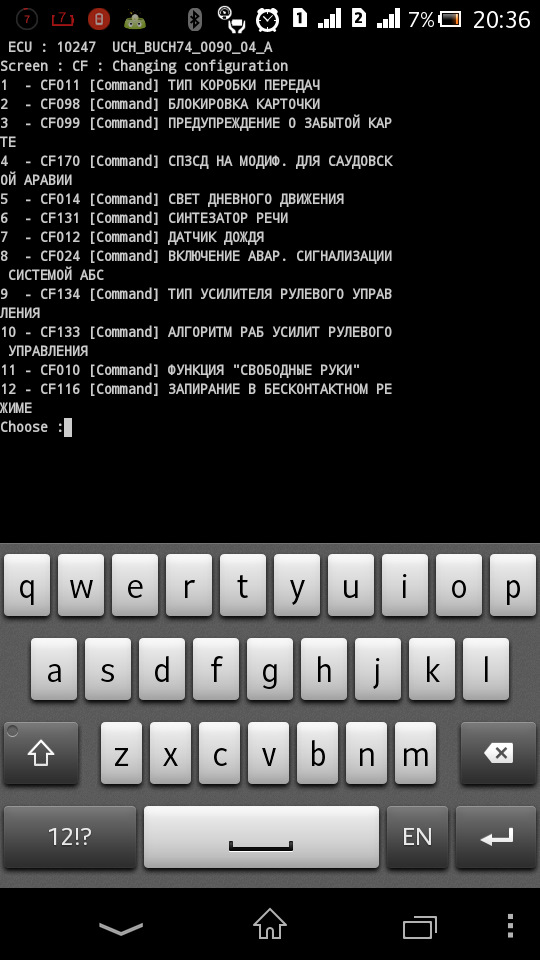 7 7 8 1 2 7% 20:36
ECU : 10247  UCH_BUCH74_0090_04_A
Screen : CF : Changing configuration
1  - CF011 [Command] ТИП КОРОБКИ ПЕРЕДАЧ
2  - CF098 [Command] БЛОКИРОВКА КАРТОЧКИ
3  - CF099 [Command] ПРЕДУПРЕЖДЕНИЕ О ЗАБЫТОЙ КАР
ТЕ
4  - CF170 [Command] СПЗСД НА МОДИФ. ДЛЯ САУДОВСК
ОЙ АРАВИИ
5  - CF014 [Command] СВЕТ ДНЕВНОГО ДВИЖЕНИЯ
6  - CF131 [Command] СИНТЕЗАТОР РЕЧИ
7  - CF012 [Command] ДАТЧИК ДОЖДЯ
8  - CF024 [Command] ВКЛЮЧЕНИЕ АВАР. СИГНАЛИЗАЦИИ
СИСТЕМОЙ АБС
9  - CF134 [Command] ТИП УСИЛИТЕЛЯ РУЛЕВОГО УПРАВ
ЛЕНИЯ
10 - CF133 [Command] АЛГОРИТМ РАБ УСИЛИТ РУЛЕВОГО
УПРАВЛЕНИЯ
11 - CF010 [Command] ФУНКЦИЯ "СВОБОДНЫЕ РУКИ"
12 - CF116 [Command] ЗАПИРАНИЕ В БЕСКОНТАКТНОМ РЕ
ЖИМЕ
Choose :
q w e r t y u i o p
a s d f g h j k l
z x c v b n m
12!? EN